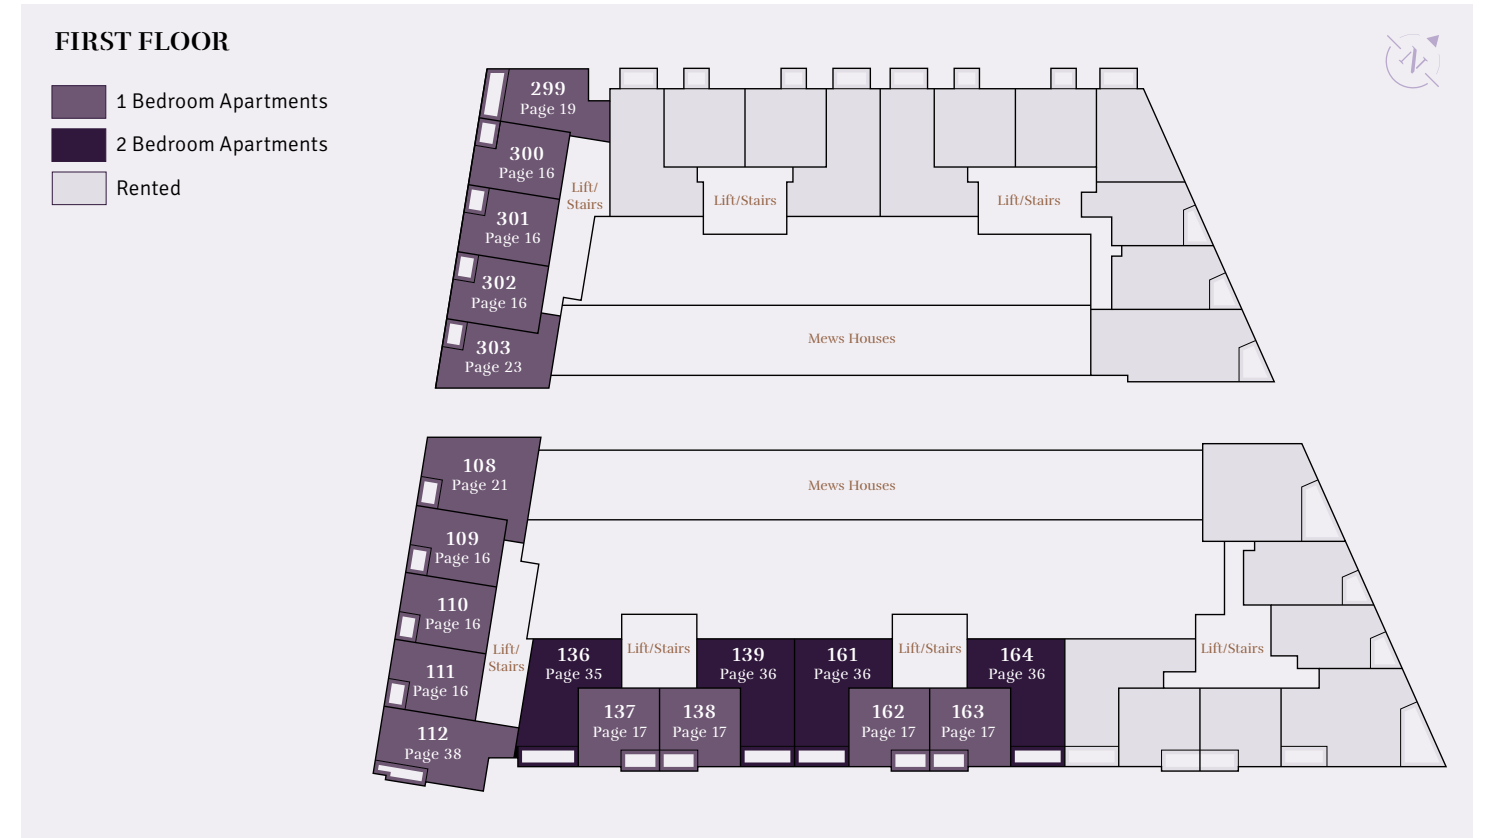 FIRST FLOOR
1 Bedroom Apartments
2 Bedroom Apartments
Rented
N
299
Page 19
300
Page 16
301
Page 16
302
Page 16
303
Page 23
Lift/
Stairs
Lift/Stairs
Lift/Stairs
Mews Houses
108
Page 21
109
Page 16
110
Page 16
111
Page 16
112
Page 38
Mews Houses
Lift/
Stairs
136
Page 35
Lift/Stairs
139
Page 36
161
Page 36
Lift/Stairs
164
Page 36
Lift/Stairs
137
Page 17
138
Page 17
162
Page 17
163
Page 17